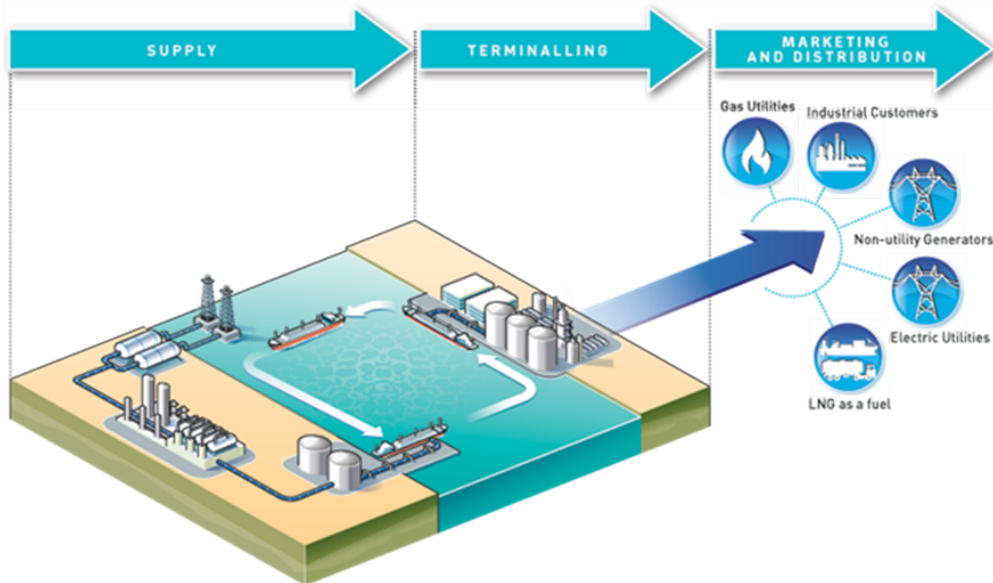 SUPPLY
TERMINALLING
MARKETING
AND DISTRIBUTION
Gas Utilities
Industrial Customers
Non-utility Generators
Electric Utilities
LNG as a fuel